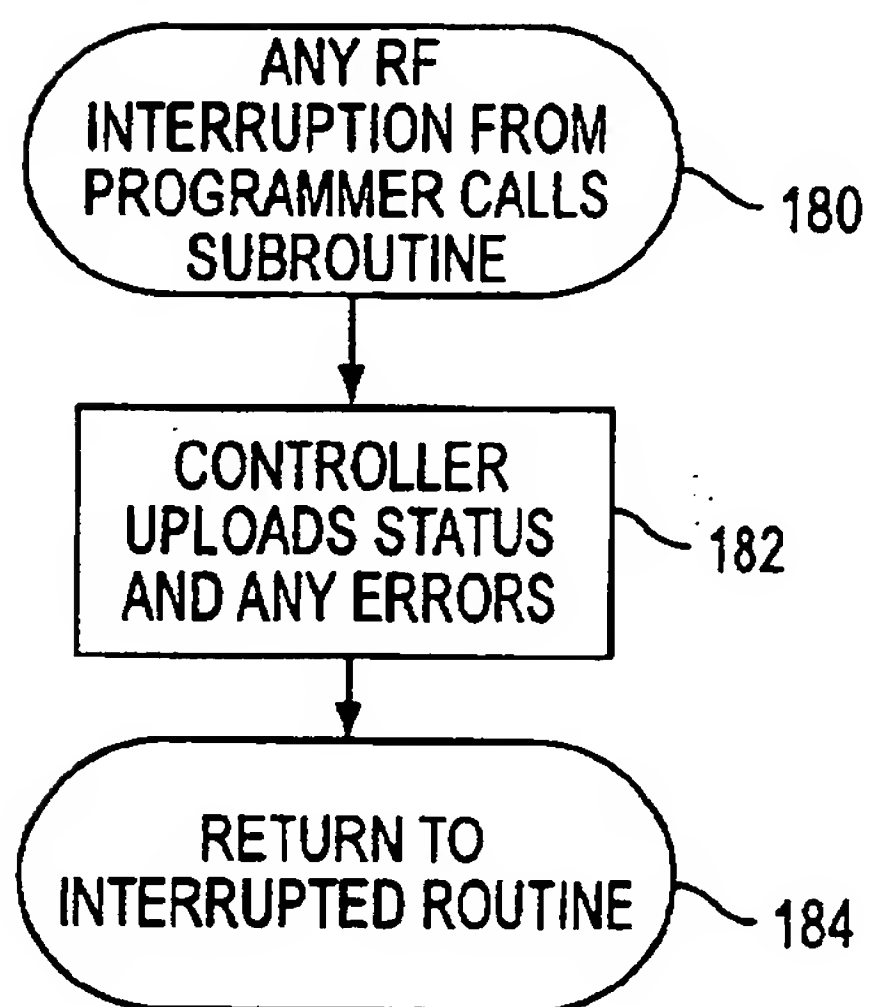 ANY RF
INTERRUPTION FROM
PROGRAMMER CALLS
SUBROUTINE
180
CONTROLLER
UPLOADS STATUS
AND ANY ERRORS
182
RETURN TO
INTERRUPTED ROUTINE
184